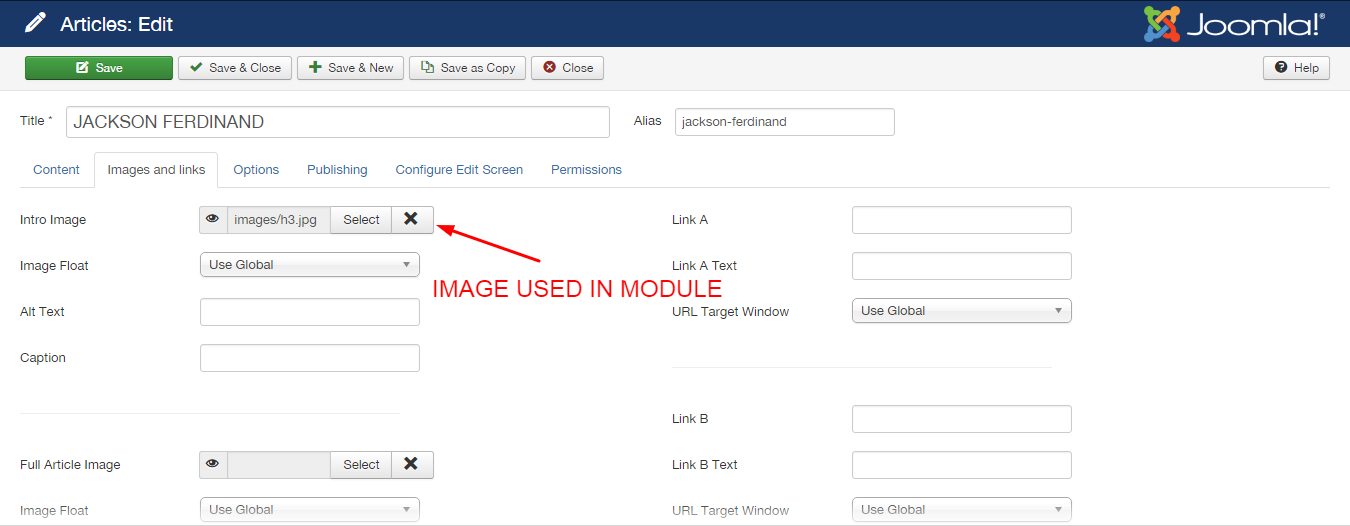 Articles: Edit
Joomla!®
Save
Save & Close
Save & New
Save as Copy
Close
Help
Title *
JACKSON FERDINAND
Alias
jackson-ferdinand
Content
Images and links
Options
Publishing
Configure Edit Screen
Permissions
Intro Image
images/h3.jpg
Select
Link A
Image Float
Use Global
Link A Text
IMAGE USED IN MODULE
Alt Text
URL Target Window
Use Global
Caption
Link B
Full Article Image
Select
Link B Text
Image Float
Use Global
URL Target Window
Use Global